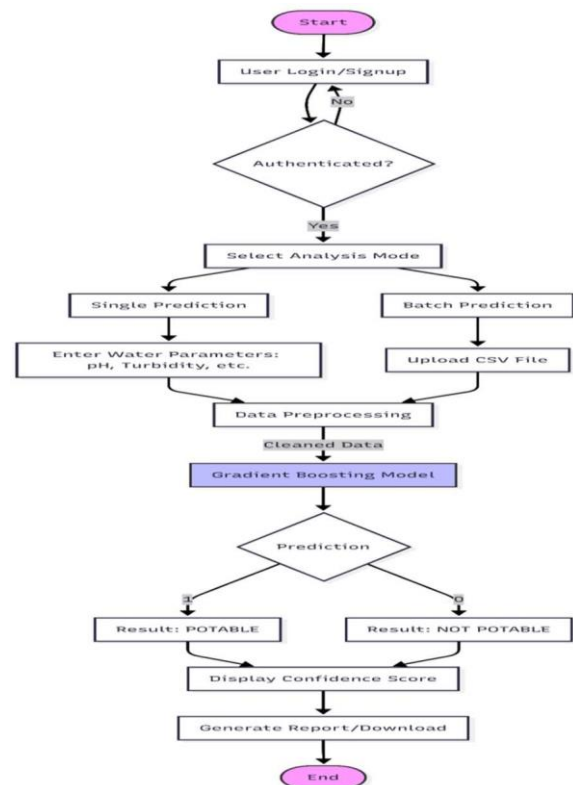 Start
User Login/Signup
No
Authenticated?
Yes
Select Analysis Mode
Single Prediction
Batch Prediction
Enter Water Parameters:
pH, Turbidity, etc.
Upload CSV File
Data Preprocessing
Cleaned Data
Gradient Boosting Model
Prediction
1
0
Result: POTABLE
Result: NOT POTABLE
Display Confidence Score
Generate Report/Download
End